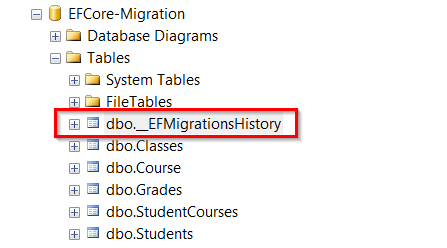 EFCore-Migration
Database Diagrams
Tables
System Tables
FileTables
dbo.__EFMigrationsHistory
dbo.Classes
dbo.Course
dbo.Grades
dbo.StudentCourses
dbo.Students